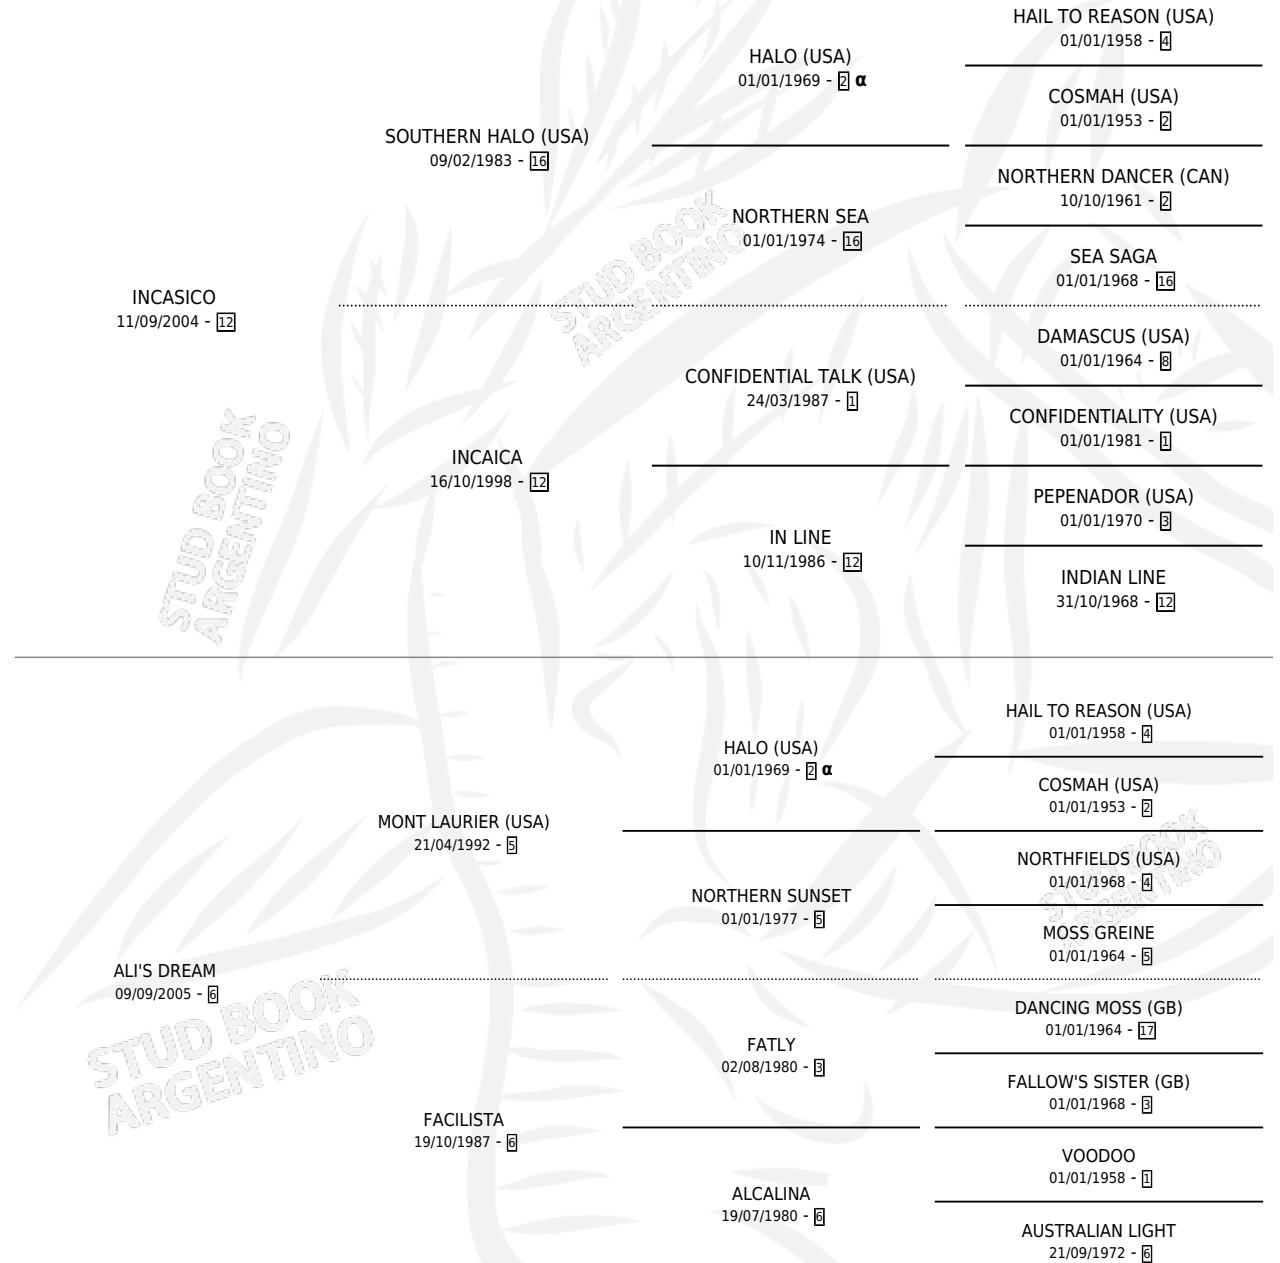 HAIL TO REASON (USA)
01/01/1958 - 4
HALO (USA)
01/01/1969 - 2 α
COSMAH (USA)
01/01/1953 - 2
SOUTHERN HALO (USA)
09/02/1983 - 16
NORTHERN DANCER (CAN)
10/10/1961 - 2
NORTHERN SEA
01/01/1974 - 16
SEA SAGA
01/01/1968 - 16
INCASICO
11/09/2004 - 12
DAMASCUS (USA)
01/01/1964 - 8
CONFIDENTIAL TALK (USA)
24/03/1987 - 1
CONFIDENTIALITY (USA)
01/01/1981 - 1
INCAICA
16/10/1998 - 12
PEPENADOR (USA)
01/01/1970 - 3
IN LINE
10/11/1986 - 12
INDIAN LINE
31/10/1968 - 12
HAIL TO REASON (USA)
01/01/1958 - 4
HALO (USA)
01/01/1969 - 2 α
COSMAH (USA)
01/01/1953 - 2
MONT LAURIER (USA)
21/04/1992 - 5
NORTHFIELDS (USA)
01/01/1968 - 4
NORTHERN SUNSET
01/01/1977 - 5
MOSS GREINE
01/01/1964 - 5
ALI'S DREAM
09/09/2005 - 6
DANCING MOSS (GB)
01/01/1964 - 17
FATLY
02/08/1980 - 3
FALLOW'S SISTER (GB)
01/01/1968 - 3
FACILISTA
19/10/1987 - 6
VOODOO
01/01/1958 - 1
ALCALINA
19/07/1980 - 6
AUSTRALIAN LIGHT
21/09/1972 - 6
STUD BOOK
ARGENTINO
STUD BOOK
ARGENTINO
STUD BOOK
ARGENTINO
STUD BOOK
ARGENTINO